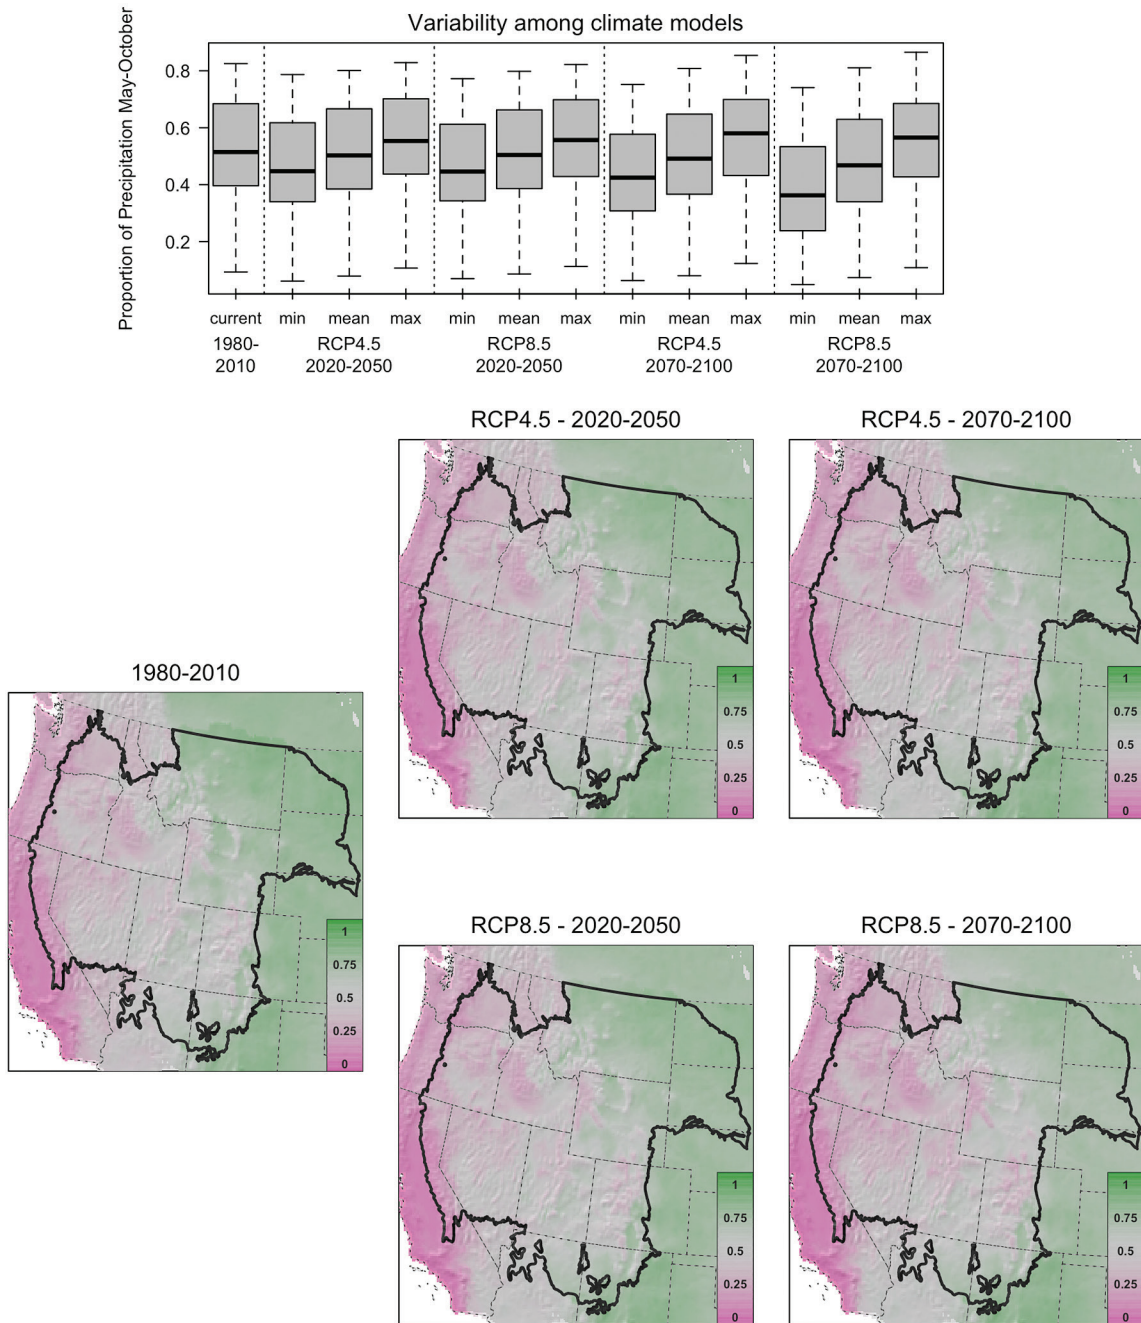 Variability among climate models
Proportion of Precipitation May-October
0.8
0.6
0.4
0.2
current min mean max min mean max min mean max min mean max
1980- RCP4.5 RCP8.5 RCP4.5 RCP8.5
2010 2020-2050 2020-2050 2070-2100 2070-2100
RCP4.5 - 2020-2050 RCP4.5 - 2070-2100
1 1
0.75 0.75
0.5 0.5
0.25 0.25
0 0
1980-2010
1
0.75
0.5
0.25
0
RCP8.5 - 2020-2050 RCP8.5 - 2070-2100
1 1
0.75 0.75
0.5 0.5
0.25 0.25
0 0